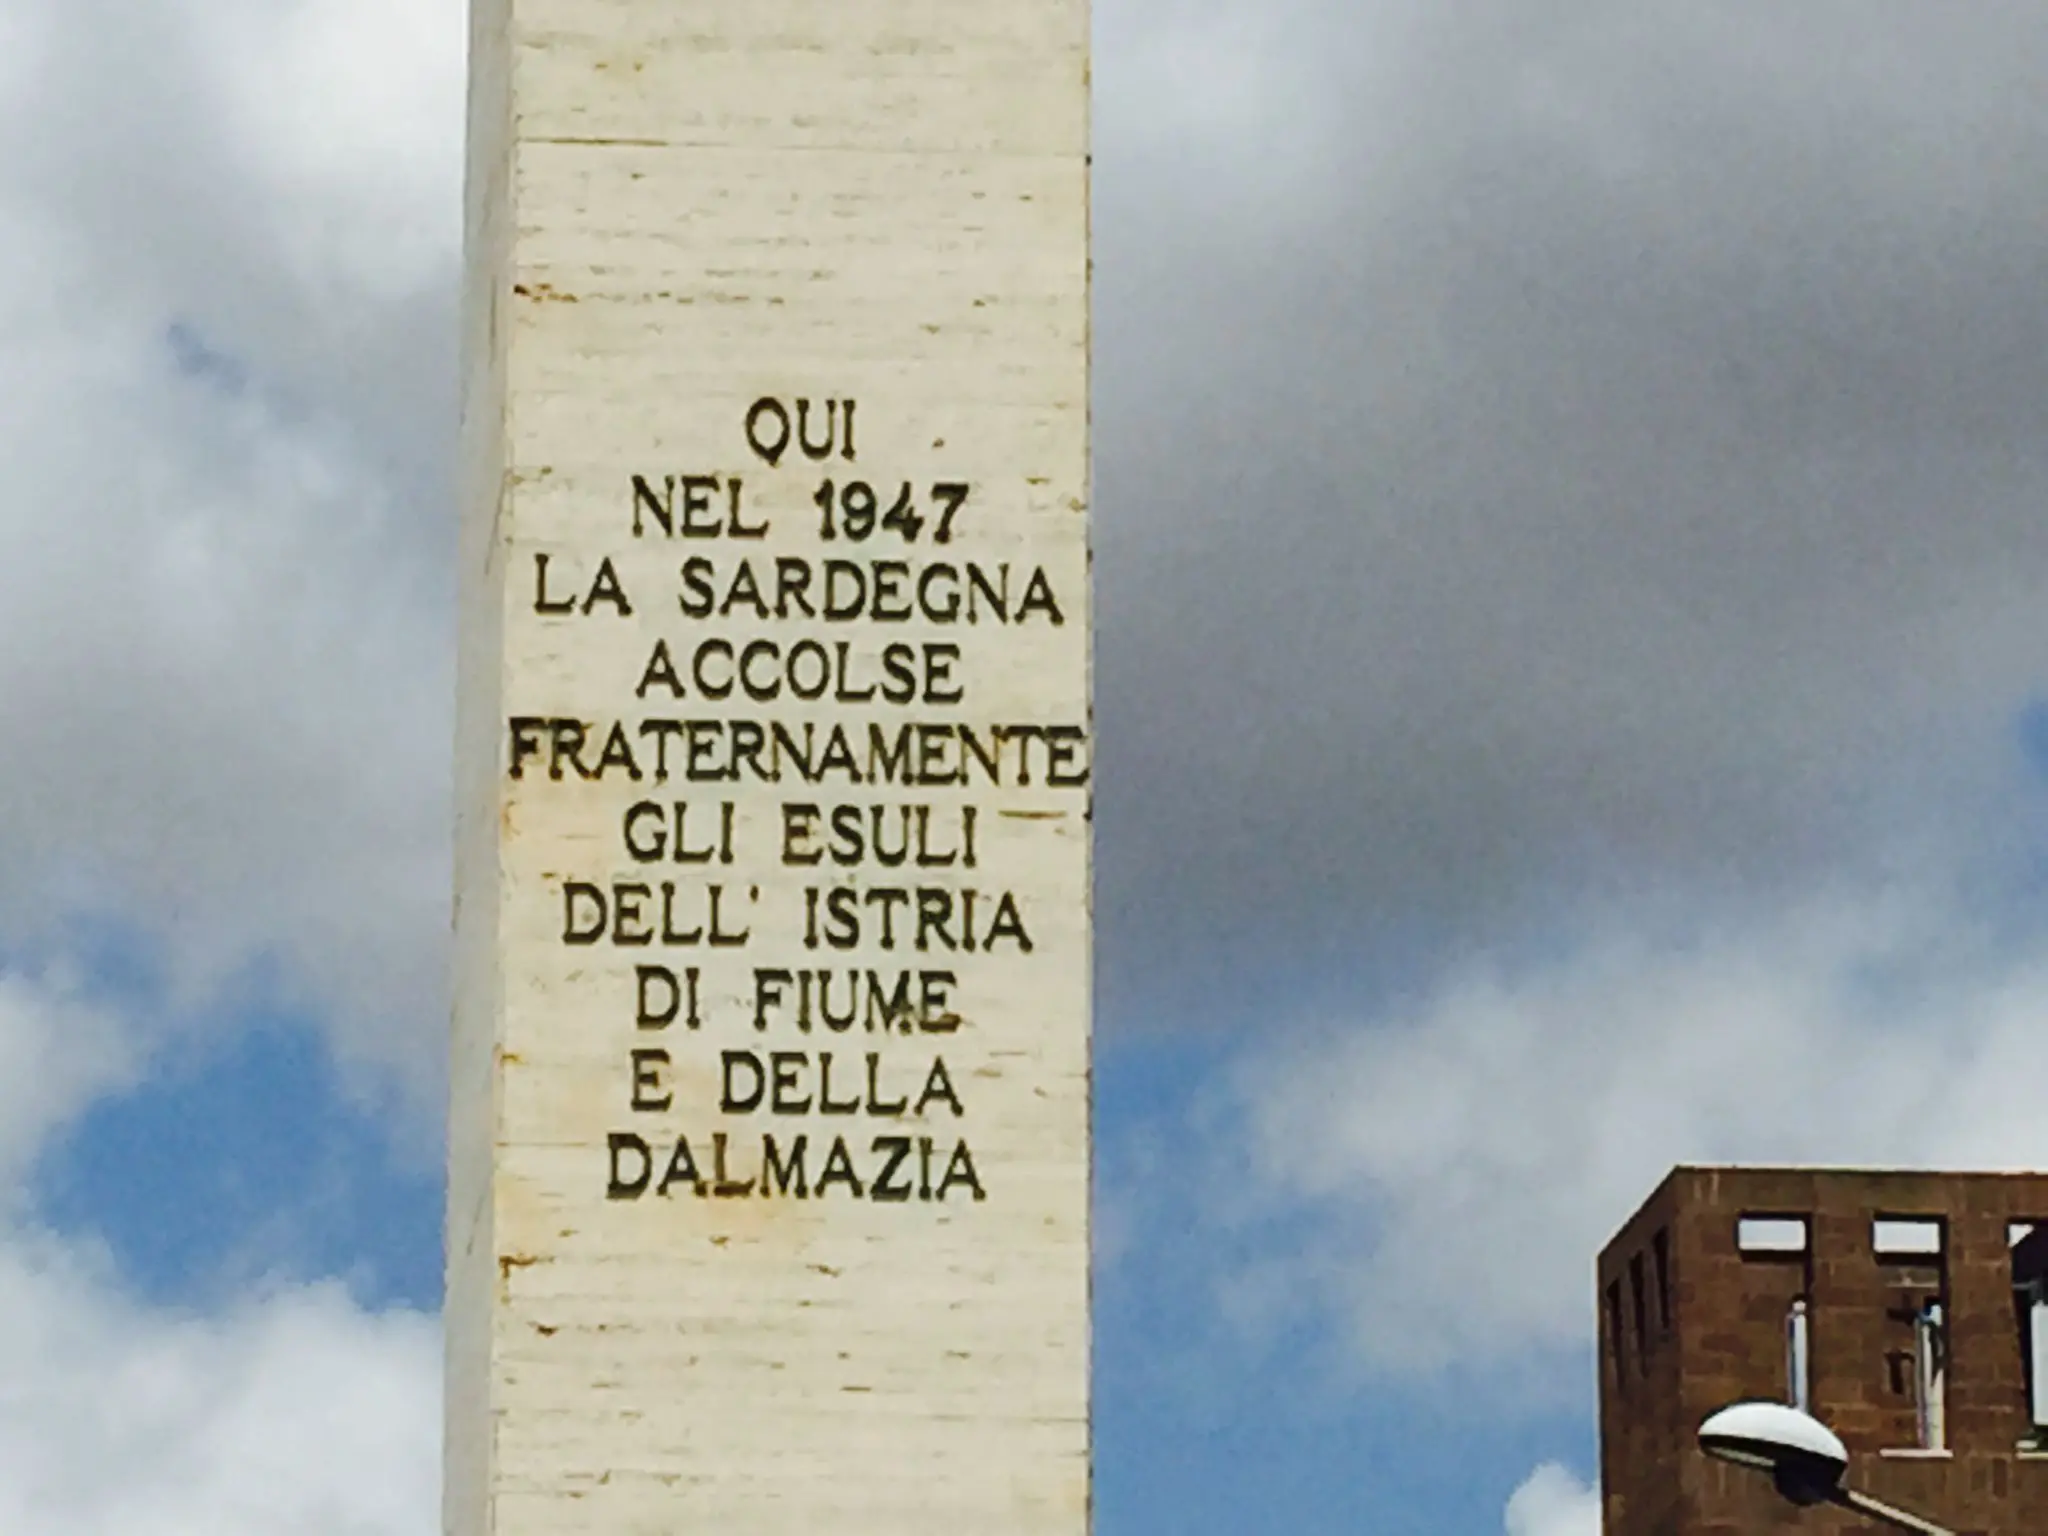 QUI
NEL 1947
LA SARDEGNA
ACCOLSE
FRATERNAMENTE
GLI ESULI
DELL' ISTRIA
DI FIUME
E DELLA
DALMAZIA